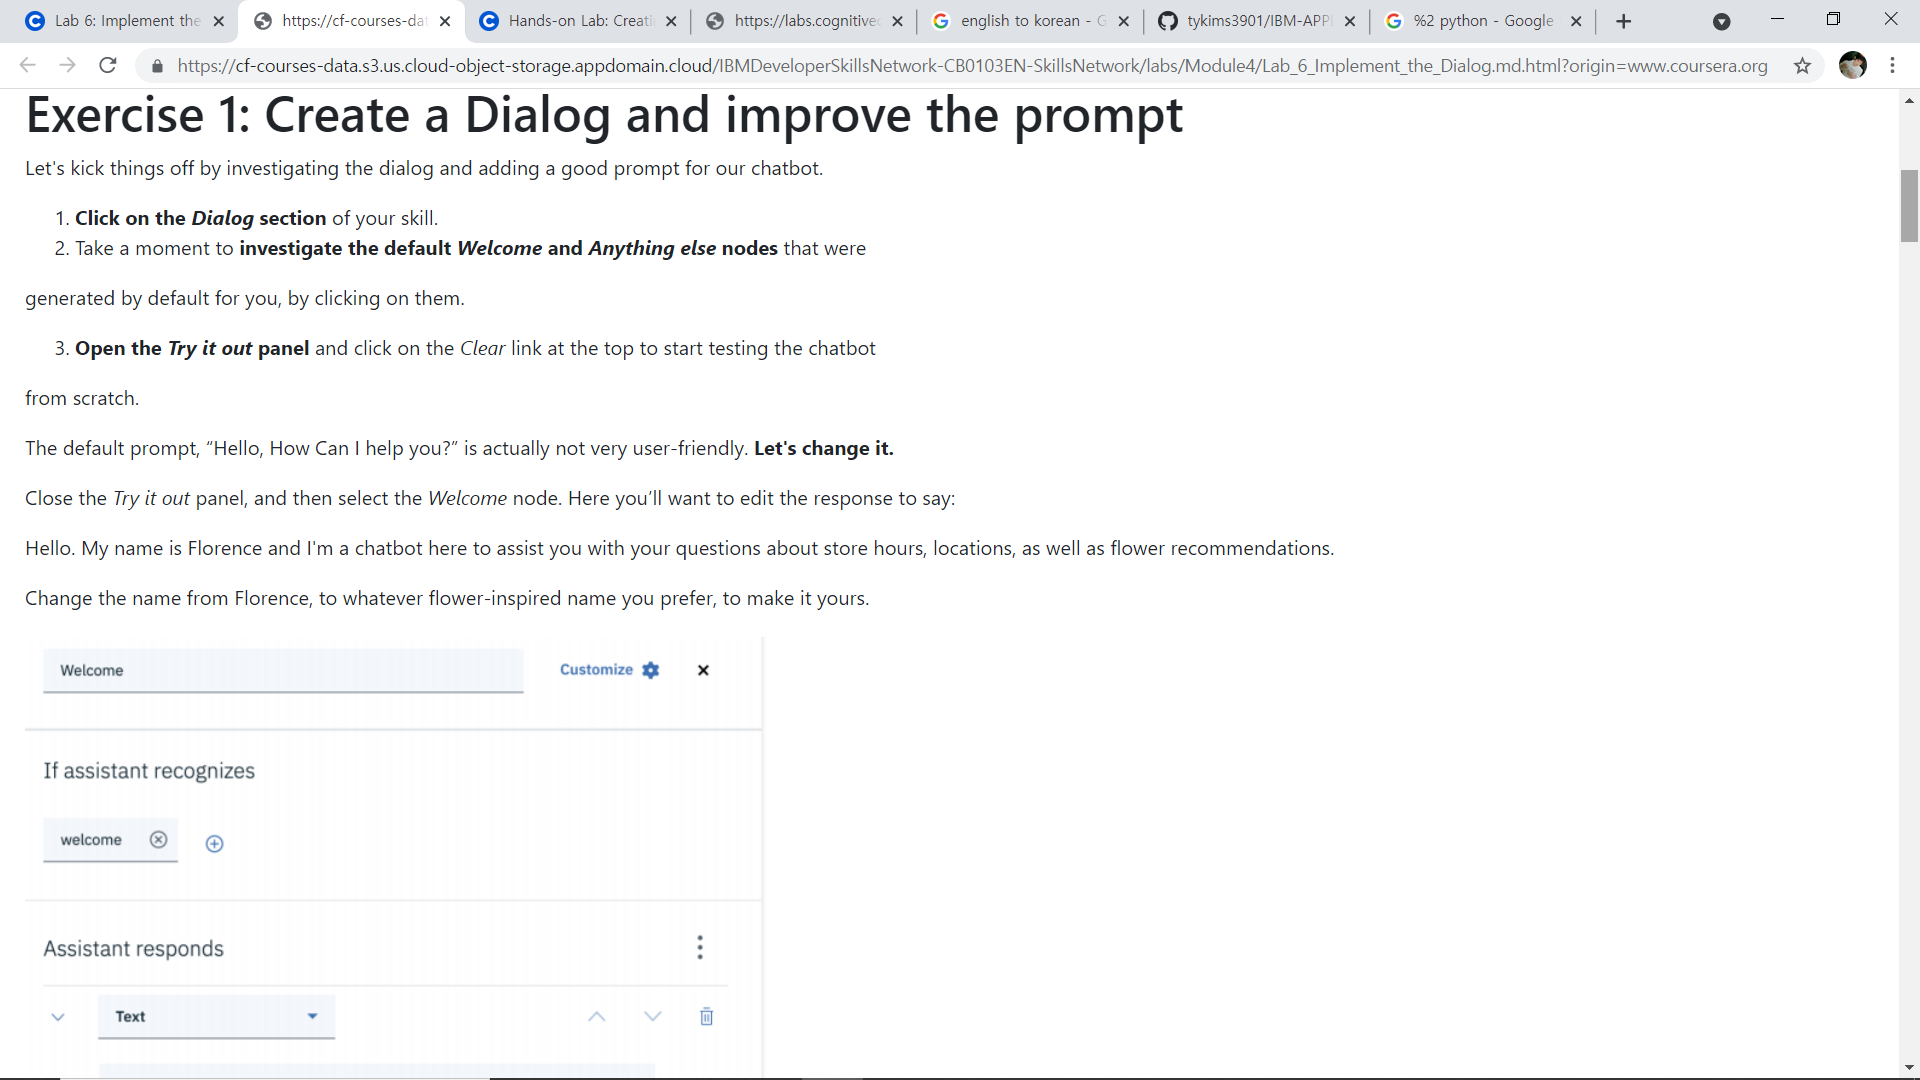 Lab 6: Implement the
https://cf-courses-dat
Hands-on Lab: Creati
https://labs.cognitivec
english to korean - G
tykims3901/IBM-APPL
%2 python - Google
https://cf-courses-data.s3.us.cloud-object-storage.appdomain.cloud/IBMDeveloperSkillsNetwork-CB0103EN-SkillsNetwork/labs/Module4/Lab_6_Implement_the_Dialog.md.html?origin=www.coursera.org
Exercise 1: Create a Dialog and improve the prompt
Let's kick things off by investigating the dialog and adding a good prompt for our chatbot.
1. Click on the Dialog section of your skill.
2. Take a moment to investigate the default Welcome and Anything else nodes that were
generated by default for you, by clicking on them.
3. Open the Try it out panel and click on the Clear link at the top to start testing the chatbot
from scratch.
The default prompt, “Hello, How Can I help you?” is actually not very user-friendly. Let's change it.
Close the Try it out panel, and then select the Welcome node. Here you’ll want to edit the response to say:
Hello. My name is Florence and I'm a chatbot here to assist you with your questions about store hours, locations, as well as flower recommendations.
Change the name from Florence, to whatever flower-inspired name you prefer, to make it yours.
Welcome
Customize
If assistant recognizes
welcome
Assistant responds
Text